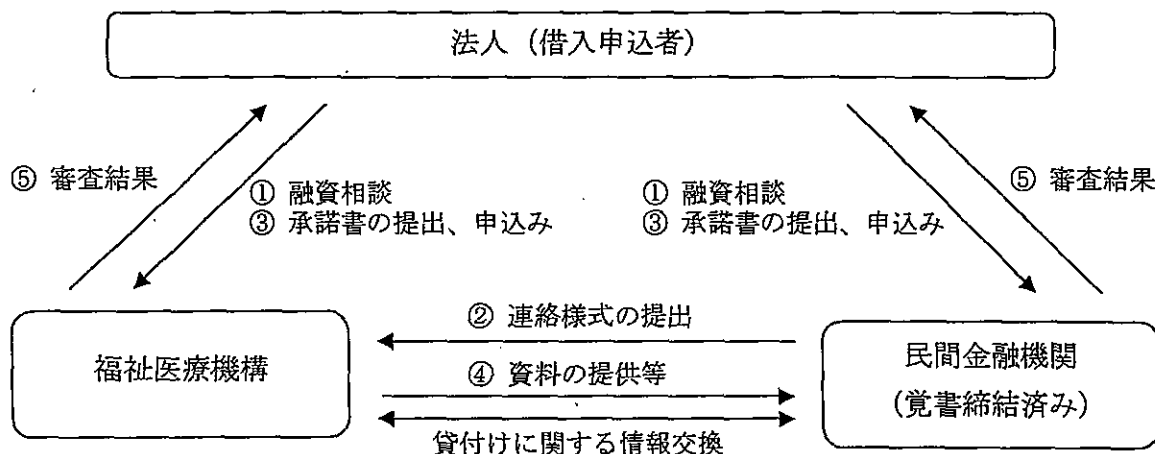 法人（借入申込者）
⑤ 審査結果
① 融資相談
③ 承諾書の提出、申込み
① 融資相談
③ 承諾書の提出、申込み
⑤ 審査結果
福祉医療機構
② 連絡様式の提出
④ 資料の提供等
貸付けに関する情報交換
民間金融機関
（覚書締結済み）